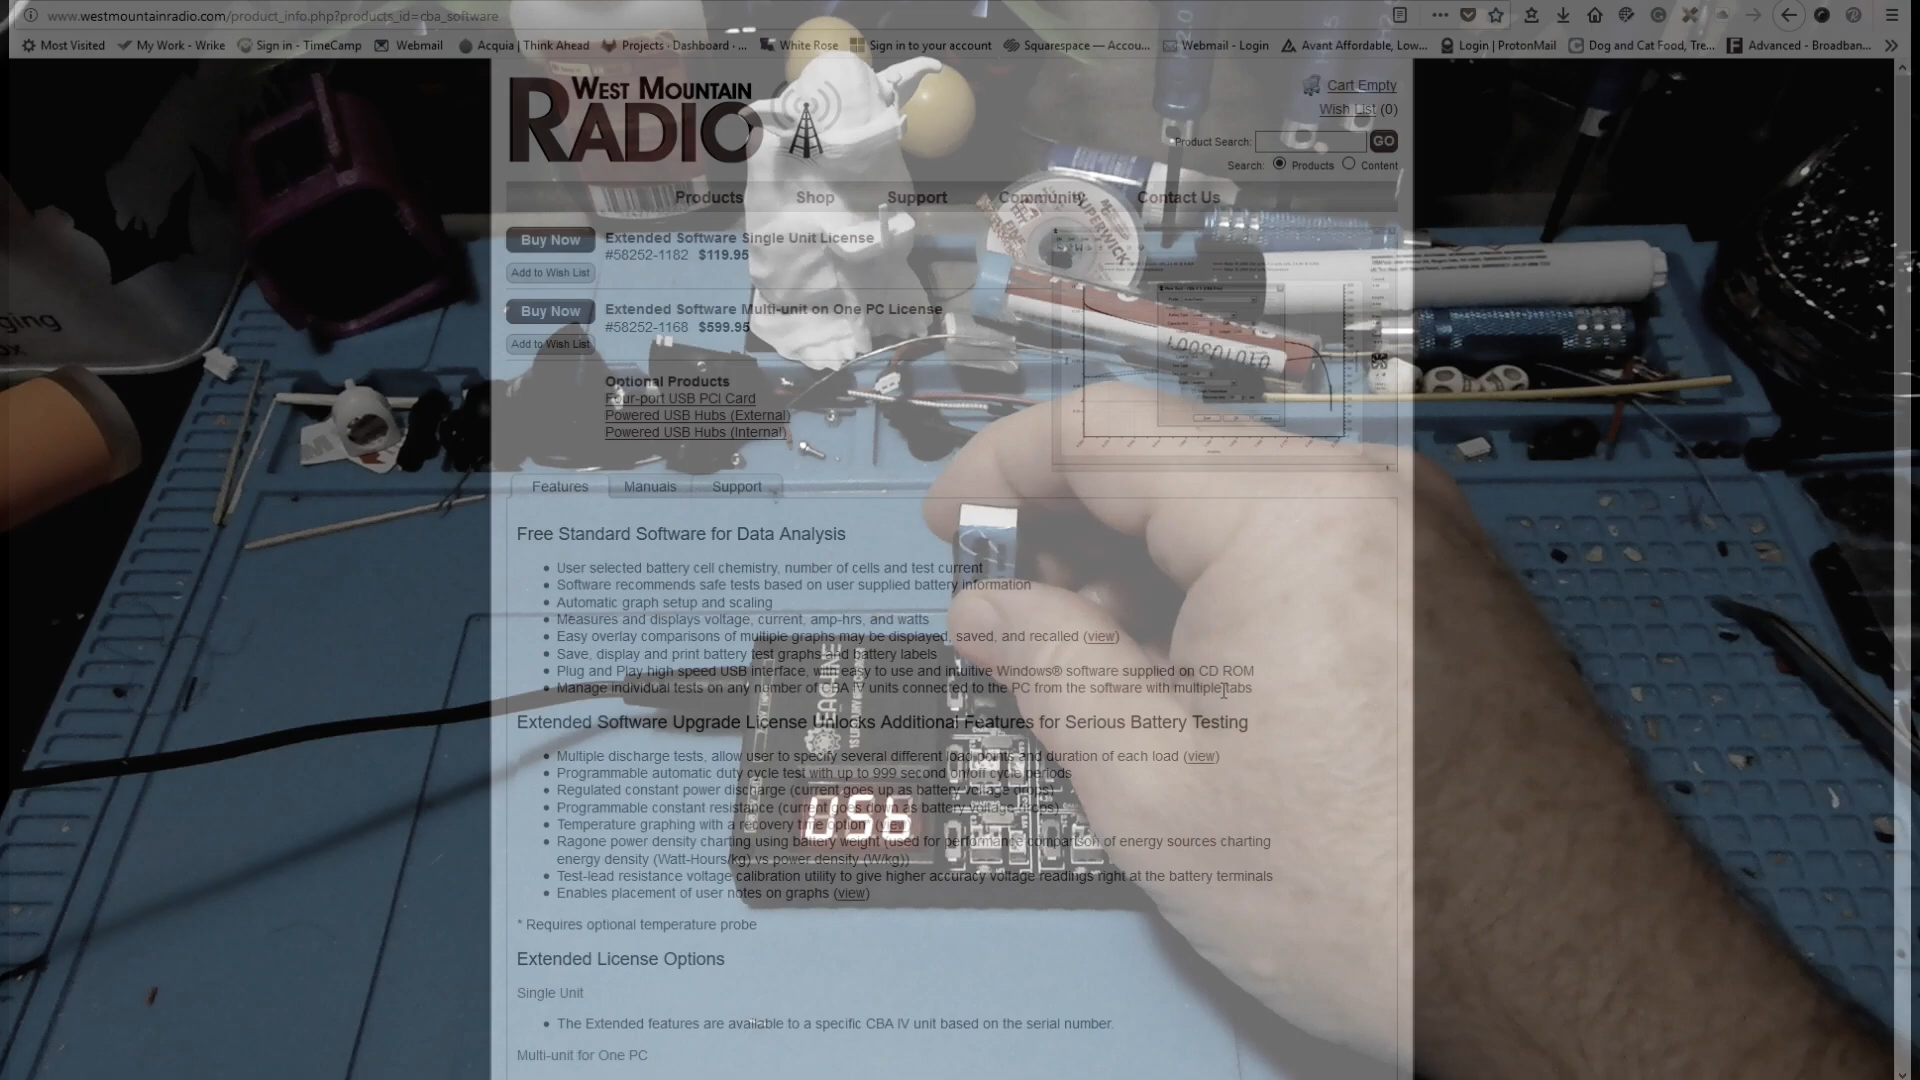 www.westmountainradio.com/product_info.php?products_id=cba_software
Most Visited
My Work - Wrike
Sign in - TimeCamp
Webmail
Acquia | Think Ahead
Projects · Dashboard · ...
White Rose
Sign in to your account
Squarespace — Accou...
Webmail - Login
Avant Affordable, Low...
Login | ProtonMail
Dog and Cat Food, Tre...
Advanced - Broadban...
WEST MOUNTAIN
RADIO
Cart Empty
Wish List (0)
Product Search:
GO
Search: Products Content
Products Shop Support Community Contact Us
Buy Now
Extended Software Single Unit License
#58252-1182 $119.95
Add to Wish List
Buy Now
Extended Software Multi-unit on One PC License
#58252-1168 $599.95
Add to Wish List
SUPERWICK
Optional Products
Four-port USB PCI Card
Powered USB Hubs (External)
Powered USB Hubs (Internal)
Features Manuals Support
Free Standard Software for Data Analysis
User selected battery cell chemistry, number of cells and test current
Software recommends safe tests based on user supplied battery information
Automatic graph setup and scaling
Measures and displays voltage, current, amp-hrs, and watts
Easy overlay comparisons of multiple graphs may be displayed, saved, and recalled (view)
Save, display and print battery test graphs and battery labels
Plug and Play high speed USB interface, with easy to use and intuitive Windows® software supplied on CD ROM
Manage individual tests on any number of CBA IV units connected to the PC from the software with multiple tabs
Extended Software Upgrade License Unlocks Additional Features for Serious Battery Testing
Multiple discharge tests, allow user to specify several different load points and duration of each load (view)
Programmable automatic duty cycle test with up to 999 second on/off cycle periods
Regulated constant power discharge (current goes up as battery voltage drops)
Programmable constant resistance (current goes down as battery voltage drops)
Temperature graphing with a recovery time option* (view)
Ragone power density charting using battery weight (used for performance comparison of energy sources charting
energy density (Watt-Hours/kg) vs power density (W/kg))
Test-lead resistance voltage calibration utility to give higher accuracy voltage readings right at the battery terminals
Enables placement of user notes on graphs (view)
EACHINE
USB
* Requires optional temperature probe
Extended License Options
Single Unit
The Extended features are available to a specific CBA IV unit based on the serial number.
Multi-unit for One PC